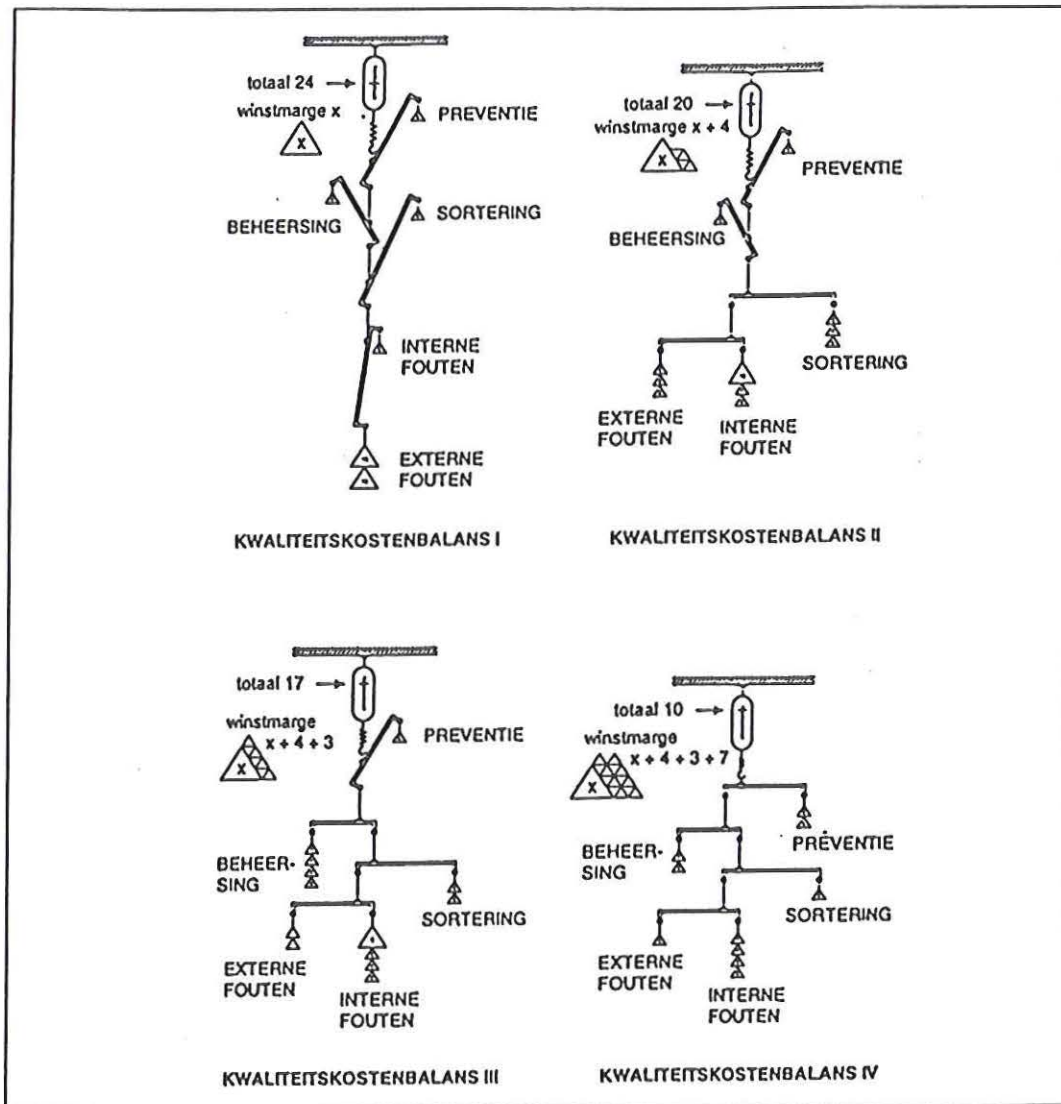 totaal 24
winstmarge x
x
PREVENTIE
BEHEERSING
SORTERING
INTERNE
FOUTEN
EXTERNE
FOUTEN
KWALITEITSKOSTENBALANS I
totaal 20
winstmarge x + 4
x
PREVENTIE
BEHEERSING
SORTERING
EXTERNE
FOUTEN
INTERNE
FOUTEN
KWALITEITSKOSTENBALANS II
totaal 17
winstmarge
x + 4 + 3
x
PREVENTIE
BEHEER-
SING
SORTERING
EXTERNE
FOUTEN
INTERNE
FOUTEN
KWALITEITSKOSTENBALANS III
totaal 10
winstmarge
x + 4 + 3 + 7
x
PREVENTIE
BEHEER-
SING
SORTERING
EXTERNE
FOUTEN
INTERNE
FOUTEN
KWALITEITSKOSTENBALANS IV